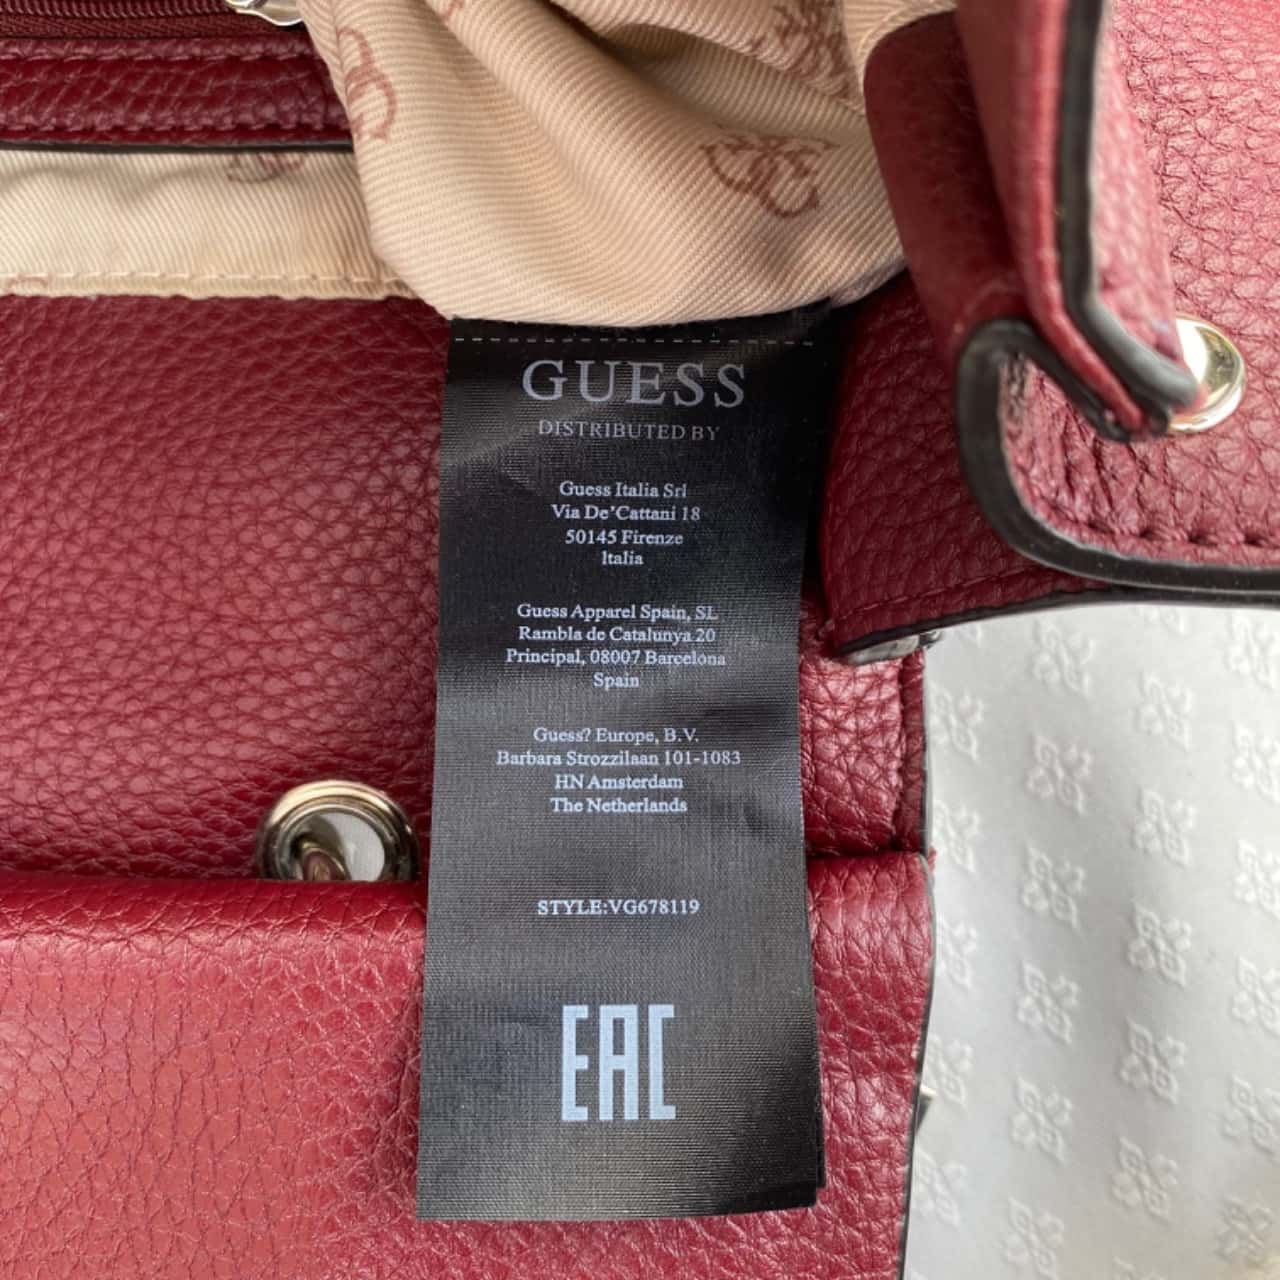 GUESS
DISTRIBUTED BY
Guess Italia Srl
Via De'Cattani 18
50145 Firenze
Italia
Guess Apparel Spain, SL
Rambla de Catalunya 20
Principal, 08007 Barcelona
Spain
Guess? Europe, B.V.
Barbara Strozzilaan 101-1083
HN Amsterdam
The Netherlands
STYLE:VG678119
EAC